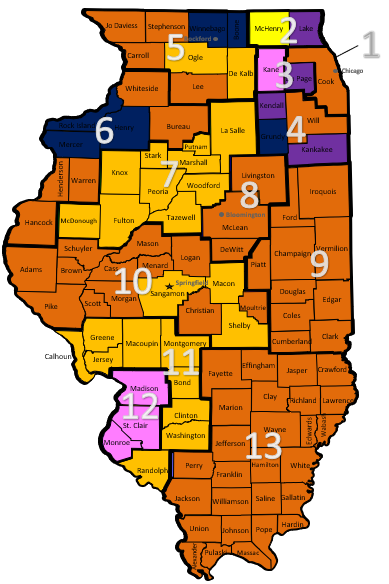 Jo Daviess
Stephenson
Winnebago
Boone
McHenry
2
Lake
Rockford
1
5
Carroll
Ogle
Kane
3
Page
Cook
Chicago
De Kalb
Whiteside
Lee
Kendall
4
Will
Rock Island
6
Henry
Bureau
La Salle
Grundy
Mercer
Kankakee
Putnam
Stark
Marshall
Henderson
Warren
Knox
7
Peoria
Woodford
Livingston
8
Iroquois
Hancock
McDonough
Fulton
Tazewell
Bloomington
McLean
Ford
Schuyler
Mason
Logan
DeWitt
Champaign
Vermilion
9
Adams
Brown
Cass
Menard
Piatt
10
Springfield
Macon
Pike
Scott
Morgan
Sangamon
Douglas
Edgar
Christian
Moultrie
Coles
Shelby
Greene
Macoupin
Montgomery
Cumberland
Clark
Calhoun
Jersey
11
Fayette
Effingham
Jasper
Crawford
Madison
Bond
12
Clay
Richland
Lawrence
Marion
Clinton
St. Clair
Wayne
Edwards
Wabash
Monroe
Washington
Jefferson
13
Randolph
Perry
Hamilton
White
Franklin
Jackson
Williamson
Saline
Gallatin
Union
Johnson
Pope
Hardin
Alexander
Pulaski
Massac